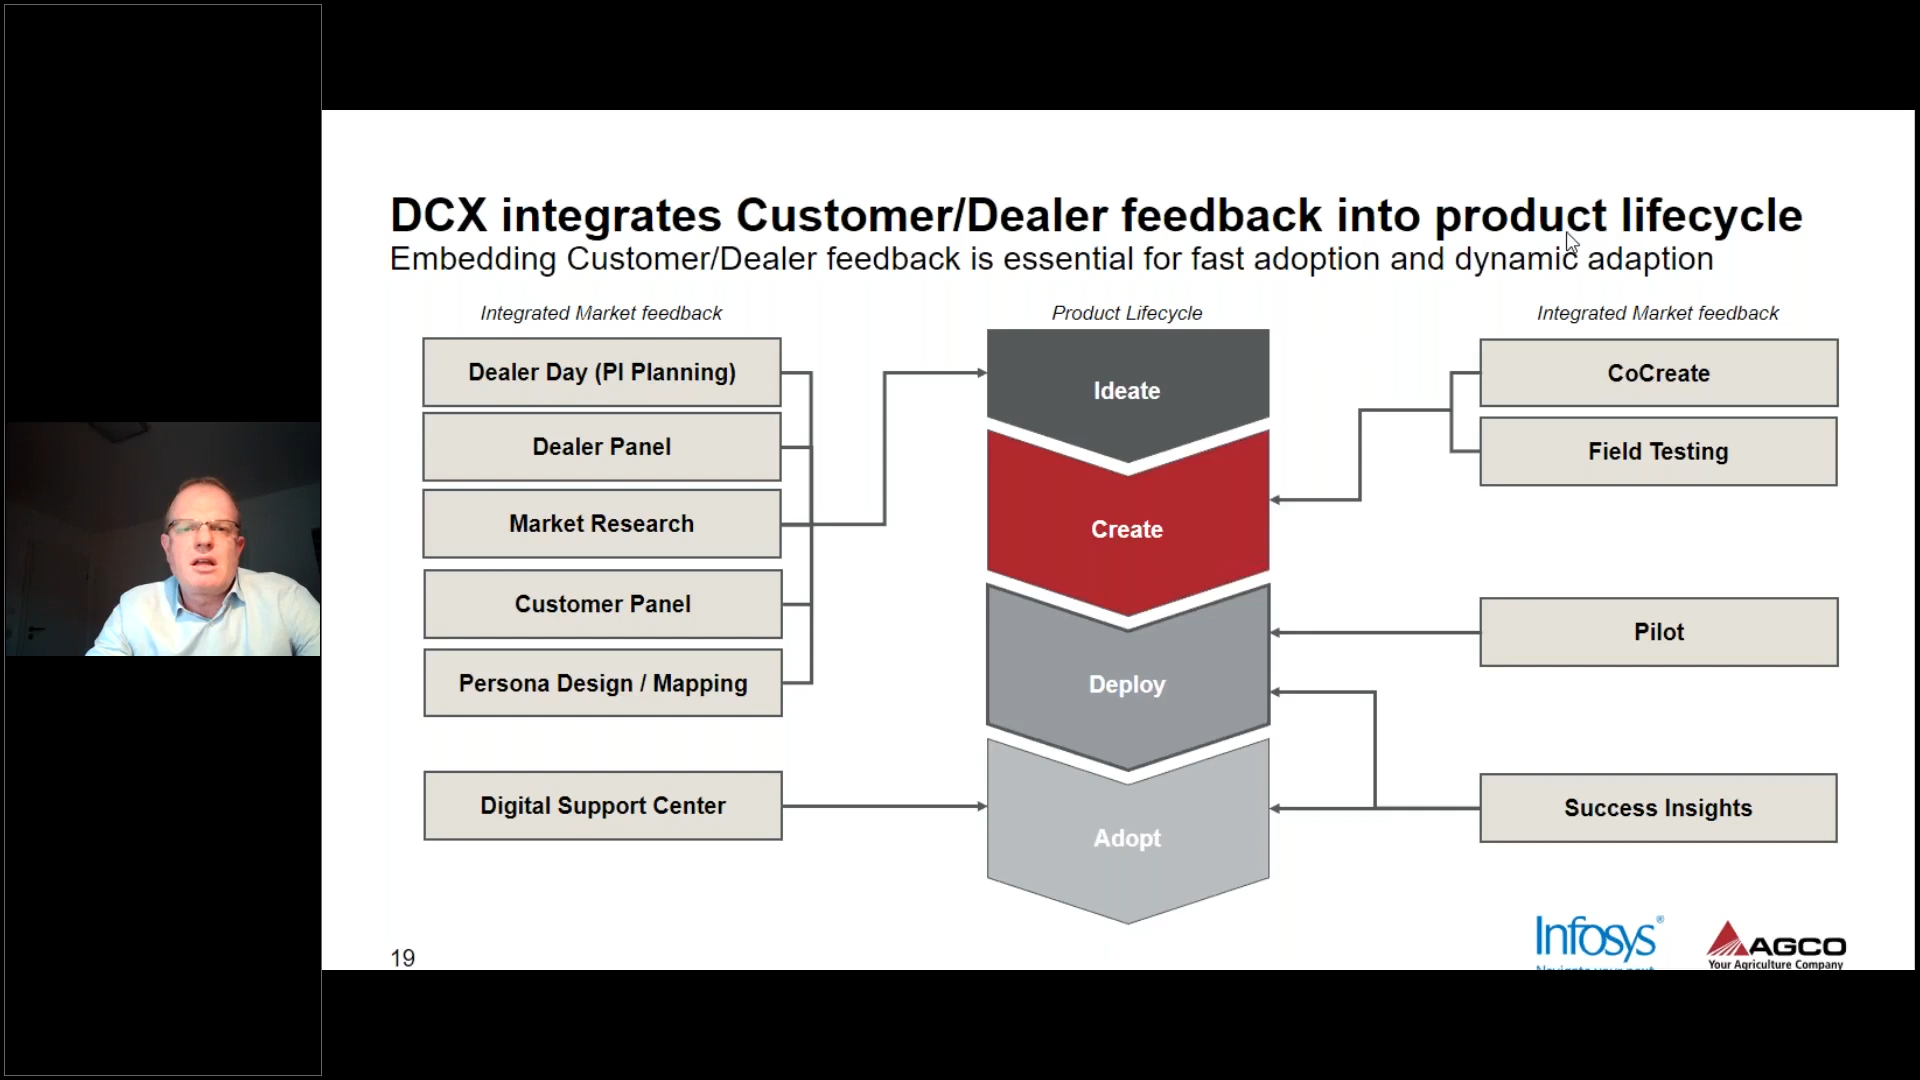 DCX integrates Customer/Dealer feedback into product lifecycle
Embedding Customer/Dealer feedback is essential for fast adoption and dynamic adaption
Integrated Market feedback
Dealer Day (PI Planning)
Dealer Panel
Market Research
Customer Panel
Persona Design / Mapping
Digital Support Center
Product Lifecycle
Ideate
Create
Deploy
Adopt
Integrated Market feedback
CoCreate
Field Testing
Pilot
Success Insights
19
Infosys®
AGCO
Your Agriculture Company